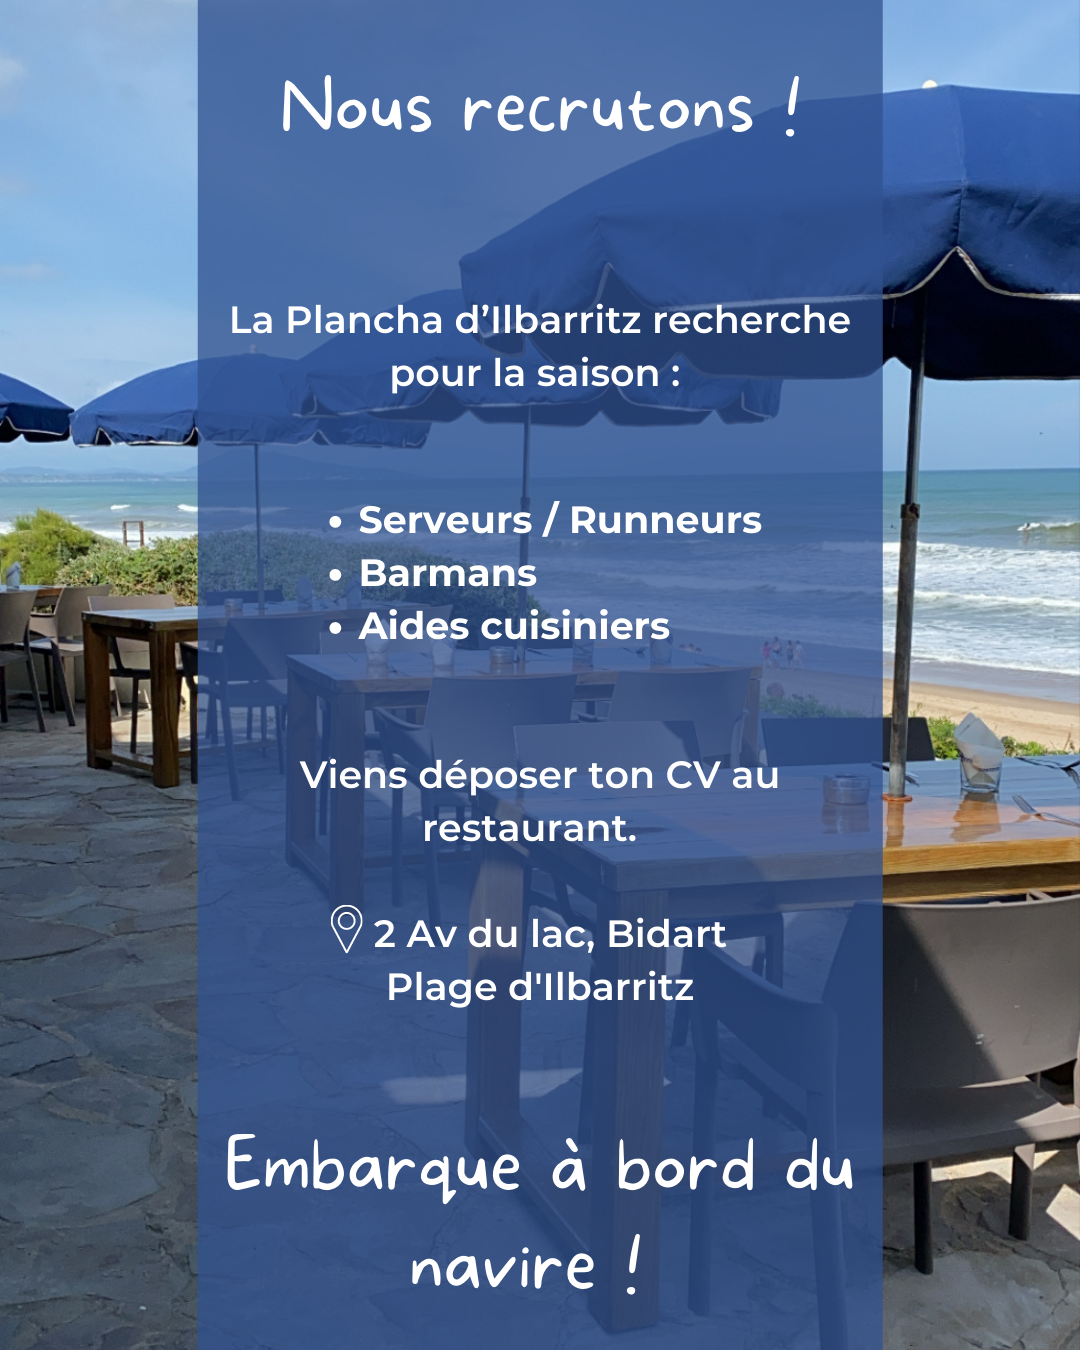 Nous recrutons !
La Plancha d’Ilbarritz recherche
pour la saison :
• Serveurs / Runneurs
• Barmans
• Aides cuisiniers
Viens déposer ton CV au
restaurant.
2 Av du lac, Bidart
Plage d'Ilbarritz
Embarque à bord du
navire !